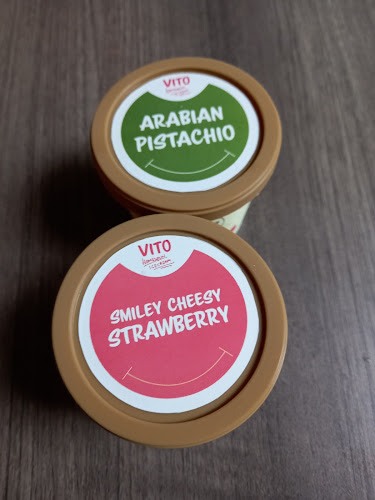 VITO
ARABIAN
PISTACHIO
VITO
SMILEY CHEESY
STRAWBERRY